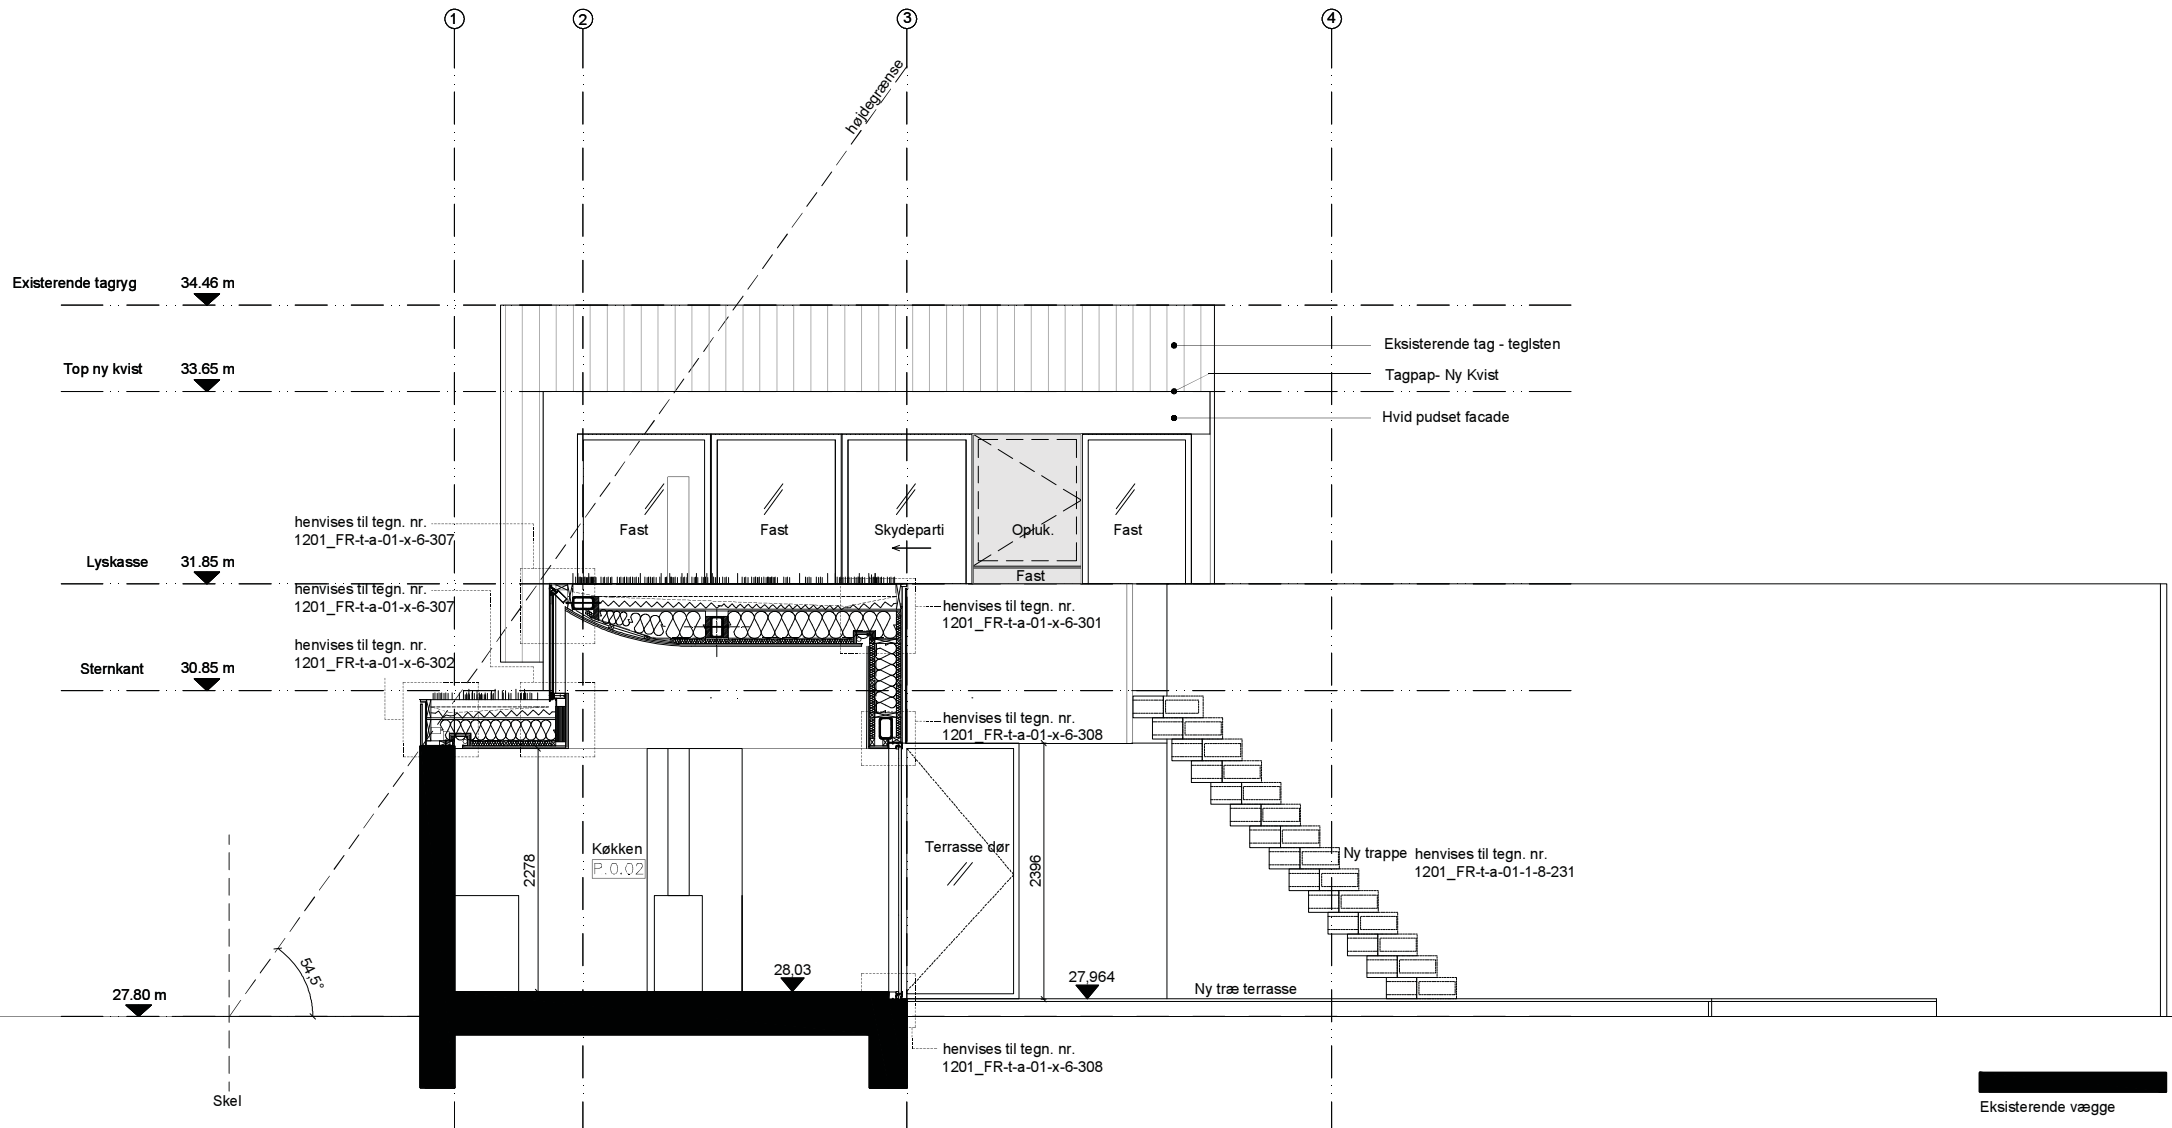 1
2
3
4
højdegrænse
Existerende tagryg 34.46 m
Eksisterende tag - teglsten
Top ny kvist 33.65 m
Tagpap- Ny Kvist
Hvid pudset facade
henvises til tegn. nr.
1201_FR-t-a-01-x-6-307
Fast
Fast
Skydeparti
Opluk.
Fast
Fast
Lyskasse 31.85 m
henvises til tegn. nr.
1201_FR-t-a-01-x-6-307
henvises til tegn. nr.
1201_FR-t-a-01-x-6-301
henvises til tegn. nr.
1201_FR-t-a-01-x-6-302
Sternkant 30.85 m
henvises til tegn. nr.
1201_FR-t-a-01-x-6-308
Køkken
P.0.02
2278
Terrasse dør
2396
Ny trappe
henvises til tegn. nr.
1201_FR-t-a-01-1-8-231
54,5°
28,03
27,964
Ny træ terrasse
27.80 m
henvises til tegn. nr.
1201_FR-t-a-01-x-6-308
Skel
Eksisterende vægge